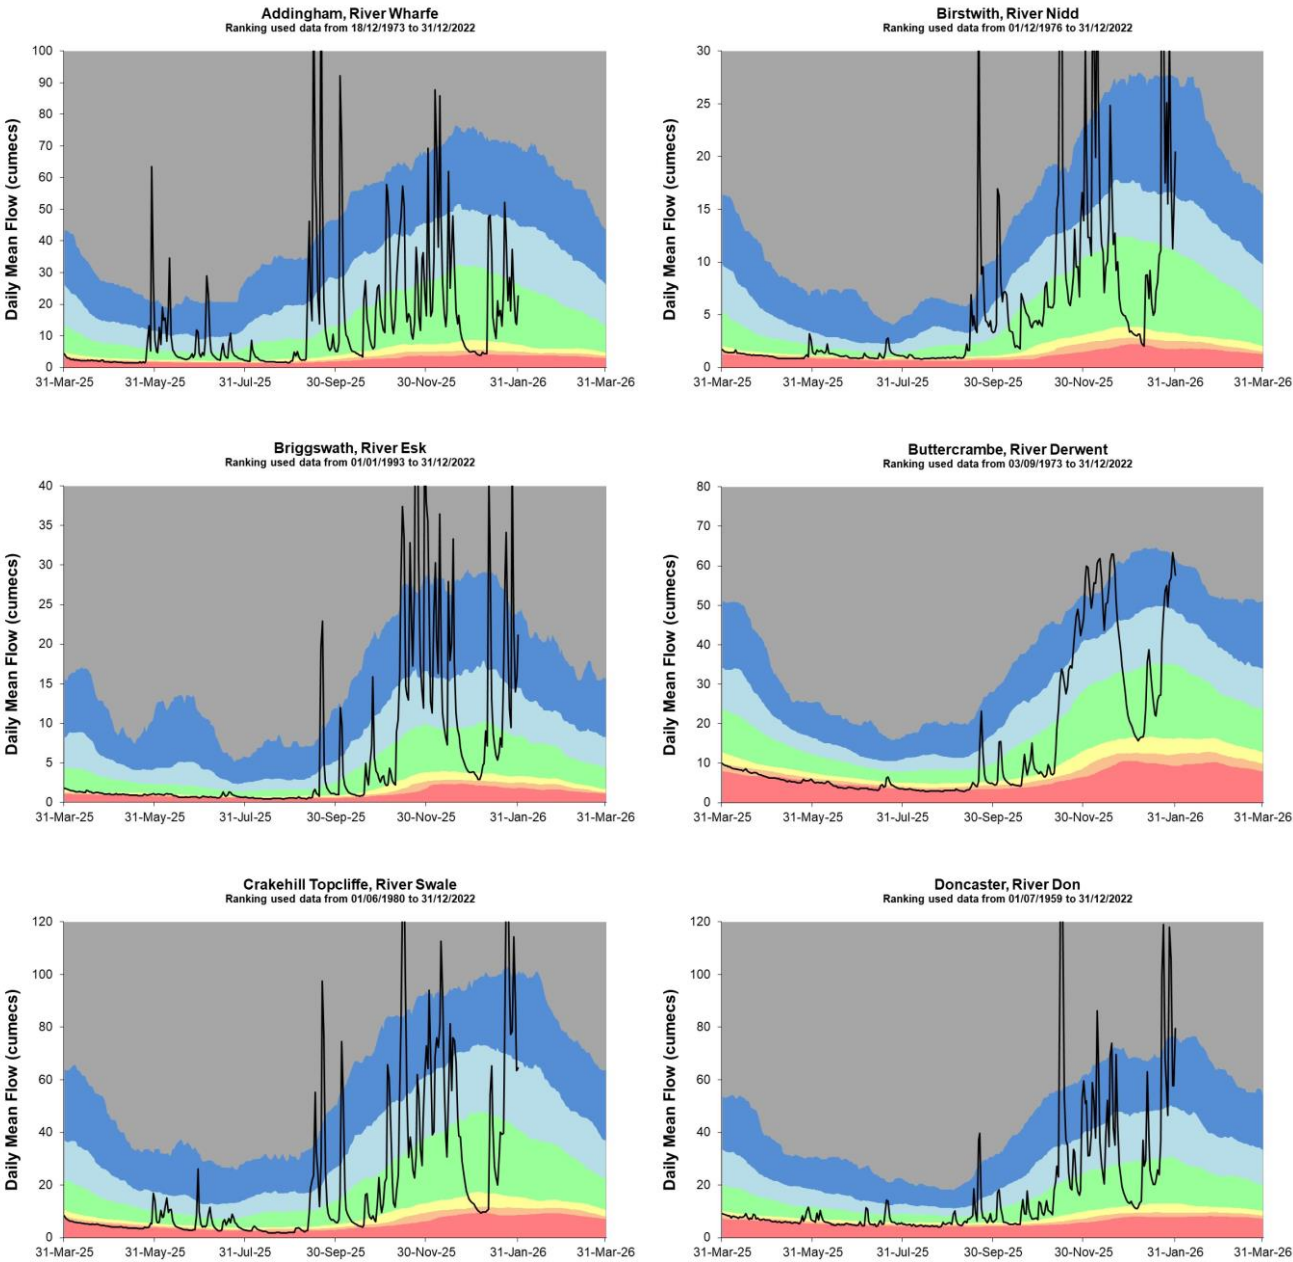 Addingham, River Wharfe
Ranking used data from 18/12/1973 to 31/12/2022
Daily Mean Flow (cumecs)
100
90
80
70
60
50
40
30
20
10
0
31-Mar-25 31-May-25 31-Jul-25 30-Sep-25 30-Nov-25 31-Jan-26 31-Mar-26
Birstwith, River Nidd
Ranking used data from 01/12/1976 to 31/12/2022
Daily Mean Flow (cumecs)
30
25
20
15
10
5
0
31-Mar-25 31-May-25 31-Jul-25 30-Sep-25 30-Nov-25 31-Jan-26 31-Mar-26
Briggswath, River Esk
Ranking used data from 01/01/1993 to 31/12/2022
Daily Mean Flow (cumecs)
40
35
30
25
20
15
10
5
0
31-Mar-25 31-May-25 31-Jul-25 30-Sep-25 30-Nov-25 31-Jan-26 31-Mar-26
Buttercrambe, River Derwent
Ranking used data from 03/09/1973 to 31/12/2022
Daily Mean Flow (cumecs)
80
70
60
50
40
30
20
10
0
31-Mar-25 31-May-25 31-Jul-25 30-Sep-25 30-Nov-25 31-Jan-26 31-Mar-26
Crakehill Topcliffe, River Swale
Ranking used data from 01/06/1980 to 31/12/2022
Daily Mean Flow (cumecs)
120
100
80
60
40
20
0
31-Mar-25 31-May-25 31-Jul-25 30-Sep-25 30-Nov-25 31-Jan-26 31-Mar-26
Doncaster, River Don
Ranking used data from 01/07/1959 to 31/12/2022
Daily Mean Flow (cumecs)
120
100
80
60
40
20
0
31-Mar-25 31-May-25 31-Jul-25 30-Sep-25 30-Nov-25 31-Jan-26 31-Mar-26